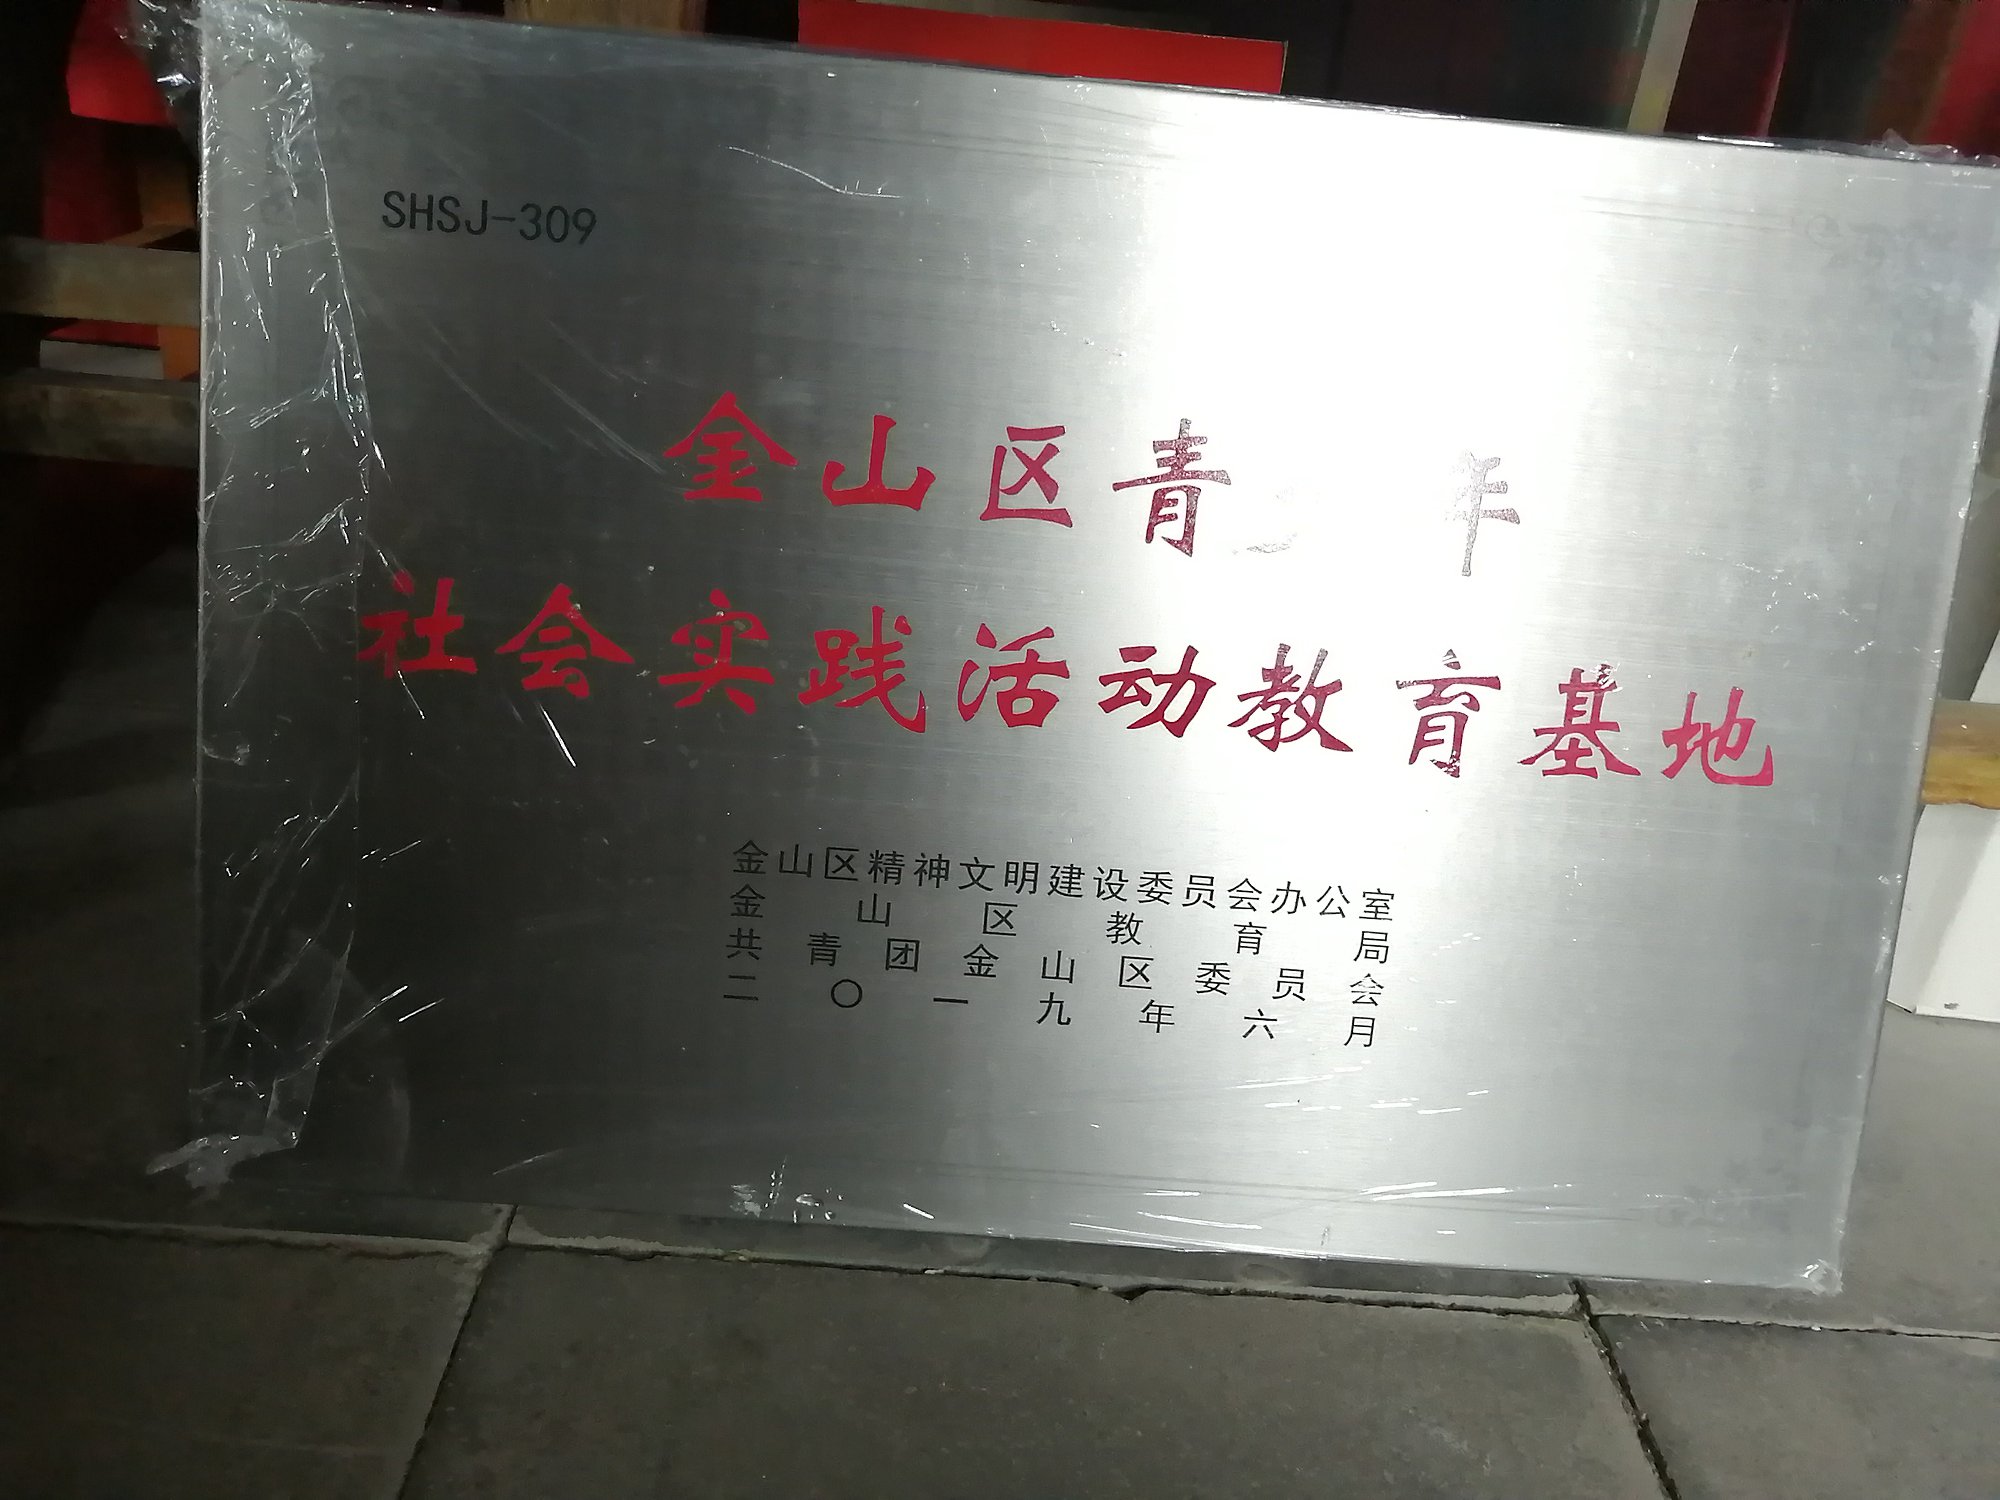 SHSJ-309
金山区青少年
社会实践活动教育基地
金山区精神文明建设委员会办公室
金山区教育局
共青团金山区委员会
二〇一九年六月